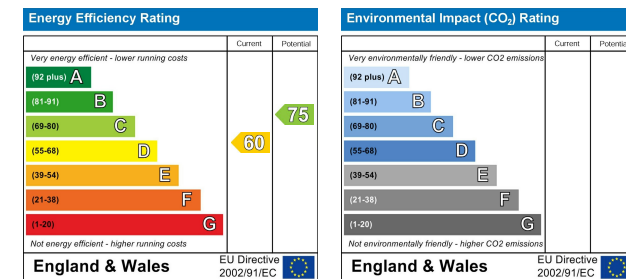 Energy Efficiency Rating
Current Potential
Very energy efficient - lower running costs
(92 plus) A
(81-91) B
(69-80) C
(55-68) D
(39-54) E
(21-38) F
(1-20) G
75
60
Not energy efficient - higher running costs
England & Wales
EU Directive
2002/91/EC
Environmental Impact (CO₂) Rating
Current Potential
Very environmentally friendly - lower CO2 emissions
(92 plus) A
(81-91) B
(69-80) C
(55-68) D
(39-54) E
(21-38) F
(1-20) G
Not environmentally friendly - higher CO2 emissions
England & Wales
EU Directive
2002/91/EC